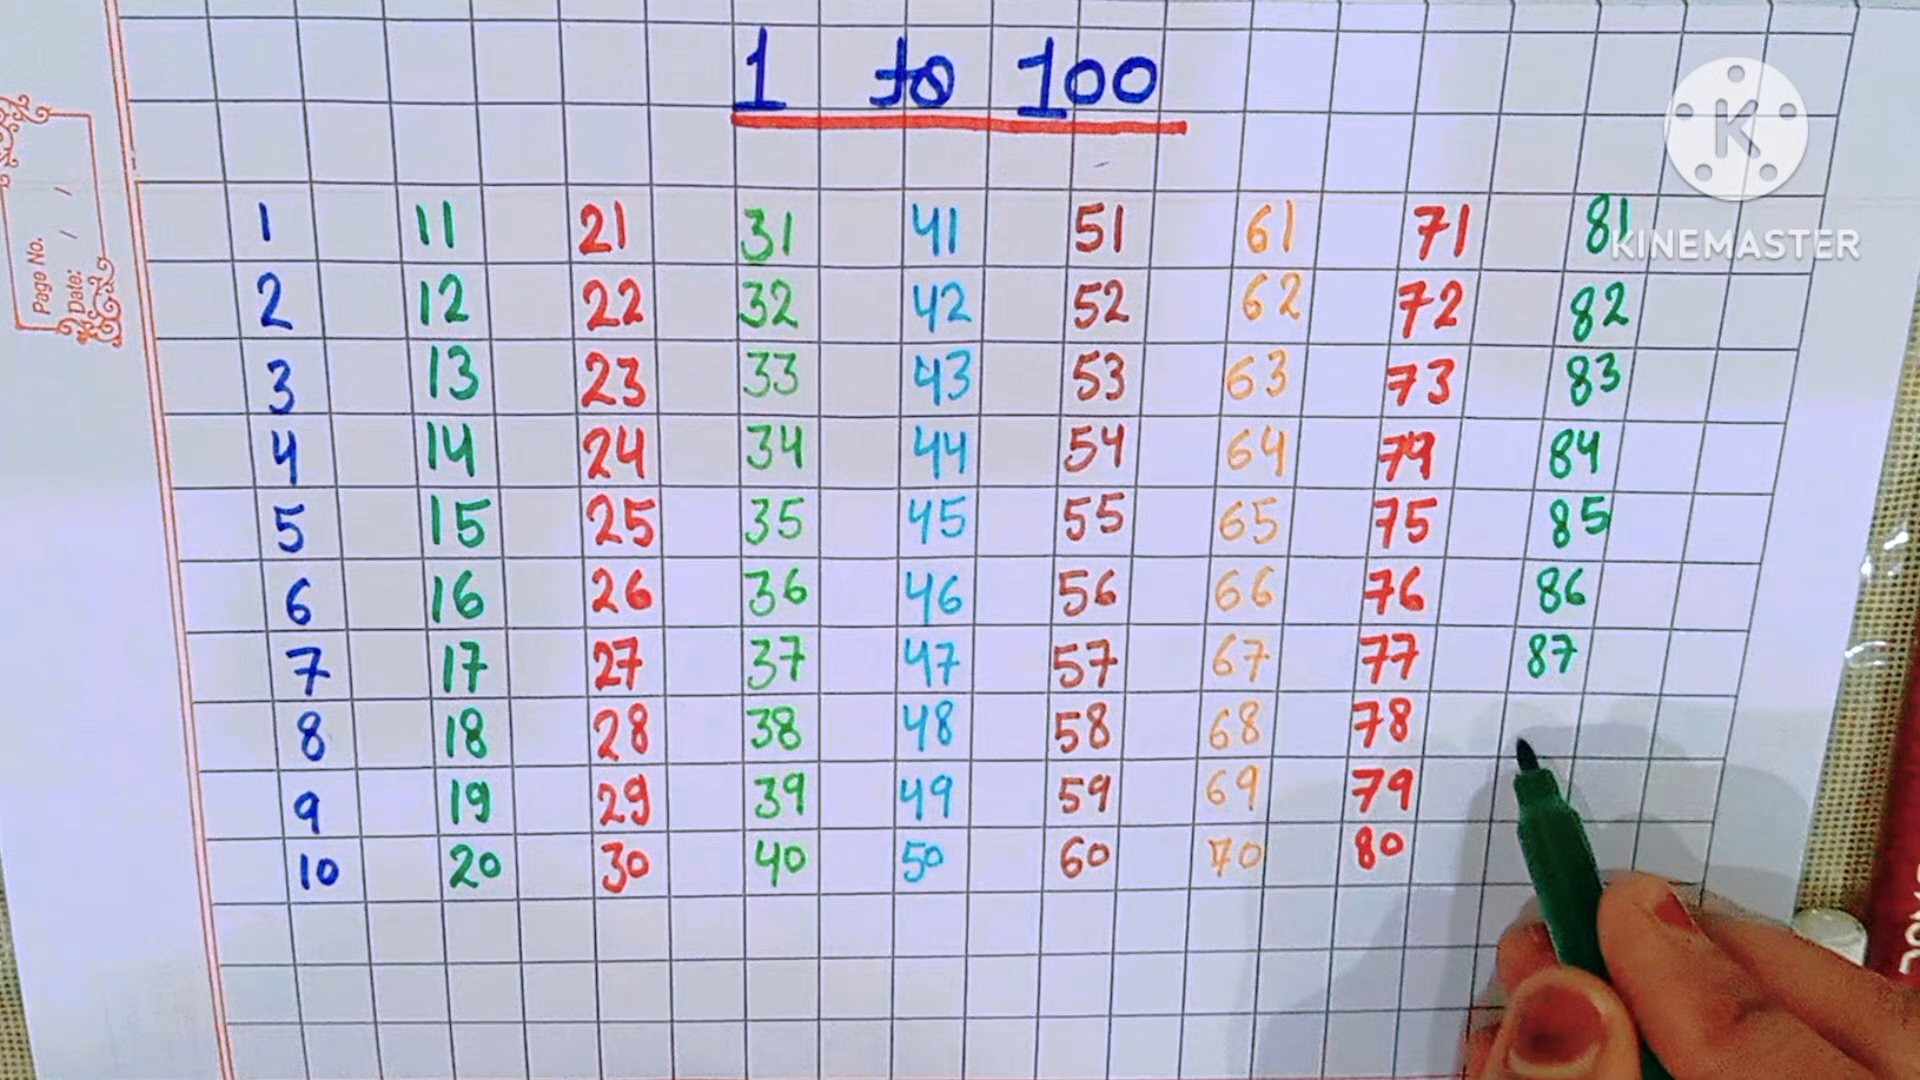 1 to 100
K
KINEMASTER
Page No.
Date: / /
1 11 21 31 41 51 61 71 81
2 12 22 32 42 52 62 72 82
3 13 23 33 43 53 63 73 83
4 14 24 34 44 54 64 74 84
5 15 25 35 45 55 65 75 85
6 16 26 36 46 56 66 76 86
7 17 27 37 47 57 67 77 87
8 18 28 38 48 58 68 78
9 19 29 39 49 59 69 79
10 20 30 40 50 60 70 80